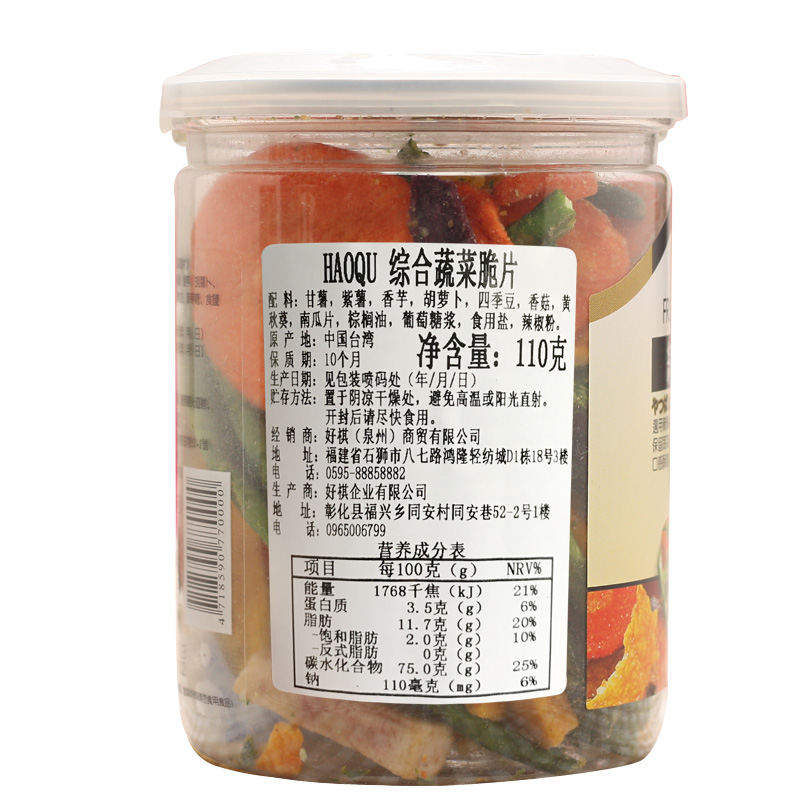 HAOQU 综合蔬菜脆片
配 料：甘薯，紫薯，香芋，胡萝卜，四季豆，香菇，黄
秋葵，南瓜片，棕榈油，葡萄糖浆，食用盐，辣椒粉。
原 产 地：中国台湾
保 质 期：10个月
净含量：110克
生产日期：见包装喷码处（年/月/日）
贮存方法：置于阴凉干燥处，避免高温或阳光直射。
开封后请尽快食用。
经 销 商：好棋（泉州）商贸有限公司
地 址：福建省石狮市八七路鸿隆轻纺城D1栋18号3楼
电 话：0595-88858882
生 产 商：好祺企业有限公司
地 址：彰化县福兴乡同安村同安巷52-2号1楼
电 话：0965006799
营养成分表
项目 每100克（g） NRV%
能量 1768千焦（kJ） 21%
蛋白质 3.5克（g） 6%
脂肪 11.7克（g） 20%
-饱和脂肪 2.0克（g） 10%
-反式脂肪 0克（g）
碳水化合物 75.0克（g） 25%
钠 110毫克（mg） 6%
4 718590 770000